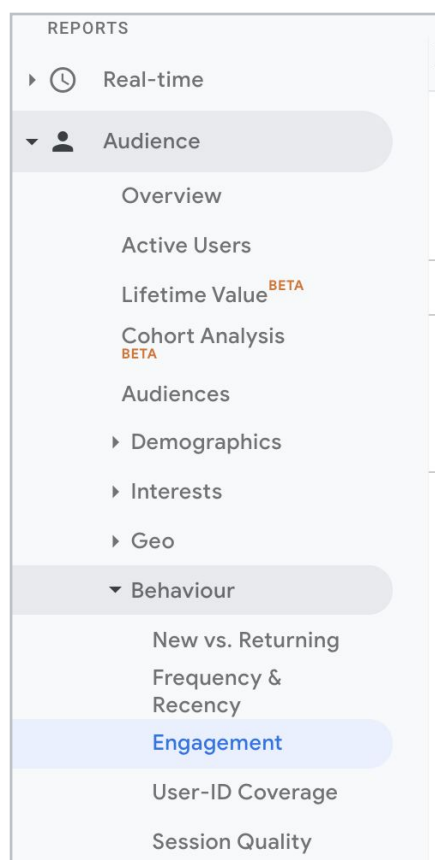 REPORTS
Real-time
Audience
Overview
Active Users
Lifetime Value BETA
Cohort Analysis
BETA
Audiences
Demographics
Interests
Geo
Behaviour
New vs. Returning
Frequency &
Recency
Engagement
User-ID Coverage
Session Quality